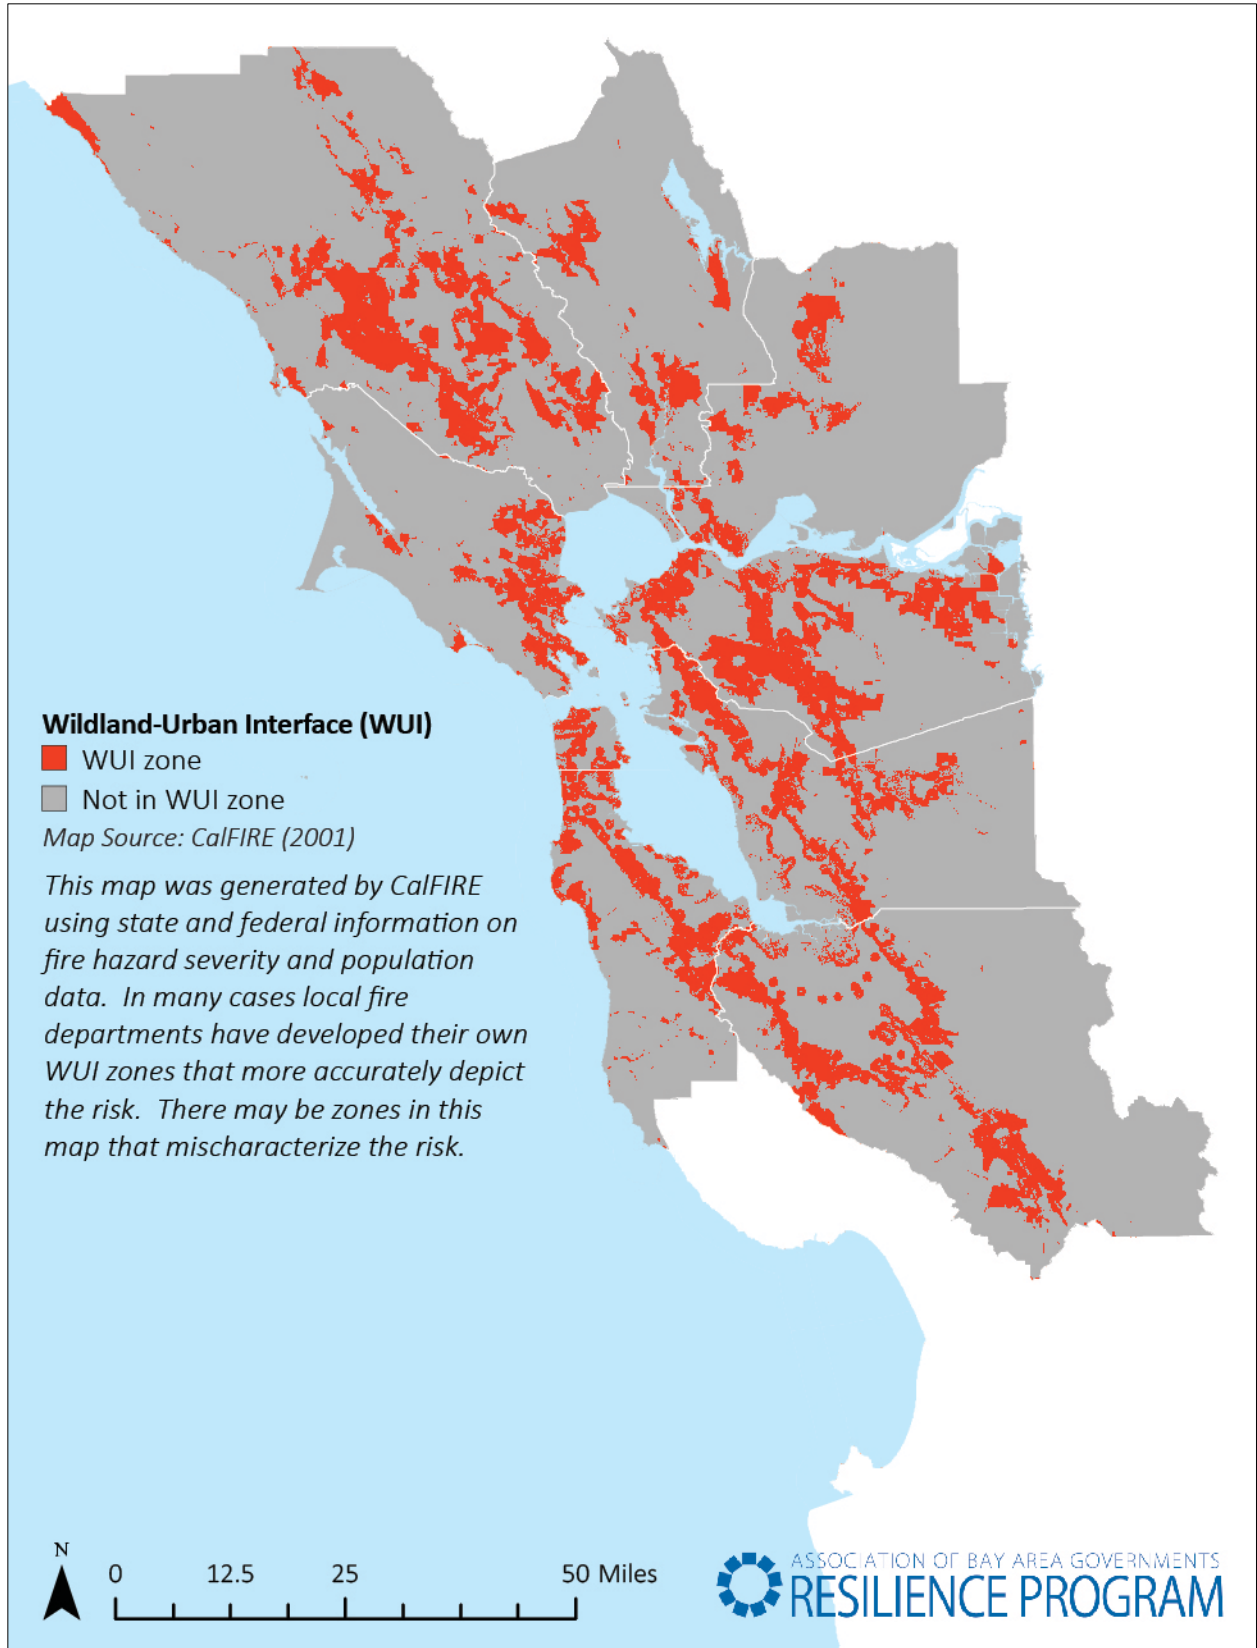 Wildland-Urban Interface (WUI)
WUI zone
Not in WUI zone
Map Source: CalFIRE (2001)
This map was generated by CalFIRE
using state and federal information on
fire hazard severity and population
data.  In many cases local fire
departments have developed their own
WUI zones that more accurately depict
the risk.  There may be zones in this
map that mischaracterize the risk.
N
0 12.5 25 50 Miles
ASSOCIATION OF BAY AREA GOVERNMENTS
RESILIENCE PROGRAM